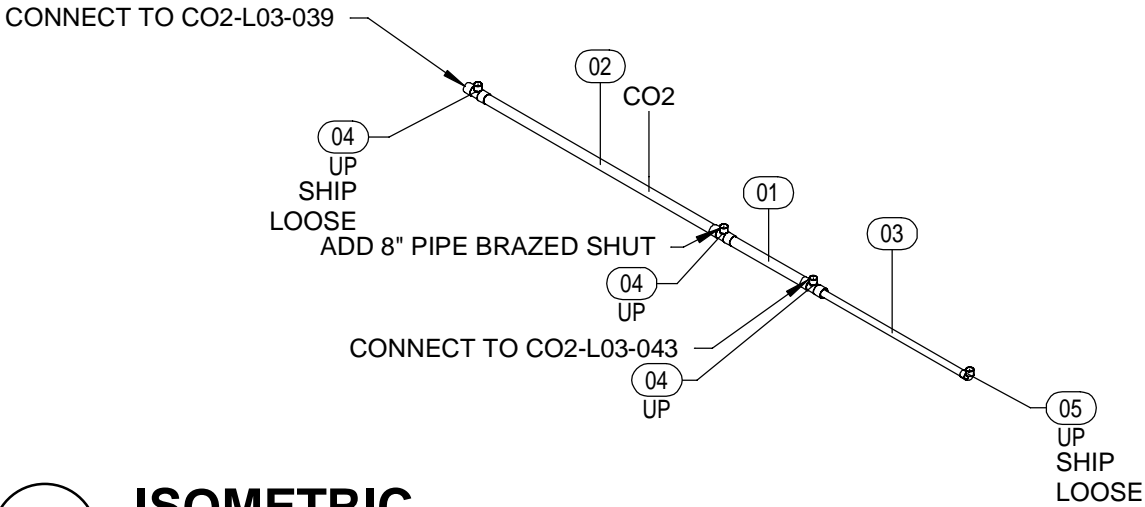 CONNECT TO CO2-L03-039
02
CO2
04
UP
SHIP
LOOSE
01
03
ADD 8" PIPE BRAZED SHUT
04
UP
CONNECT TO CO2-L03-043
04
UP
05
UP
SHIP
LOOSE
ISOMETRIC